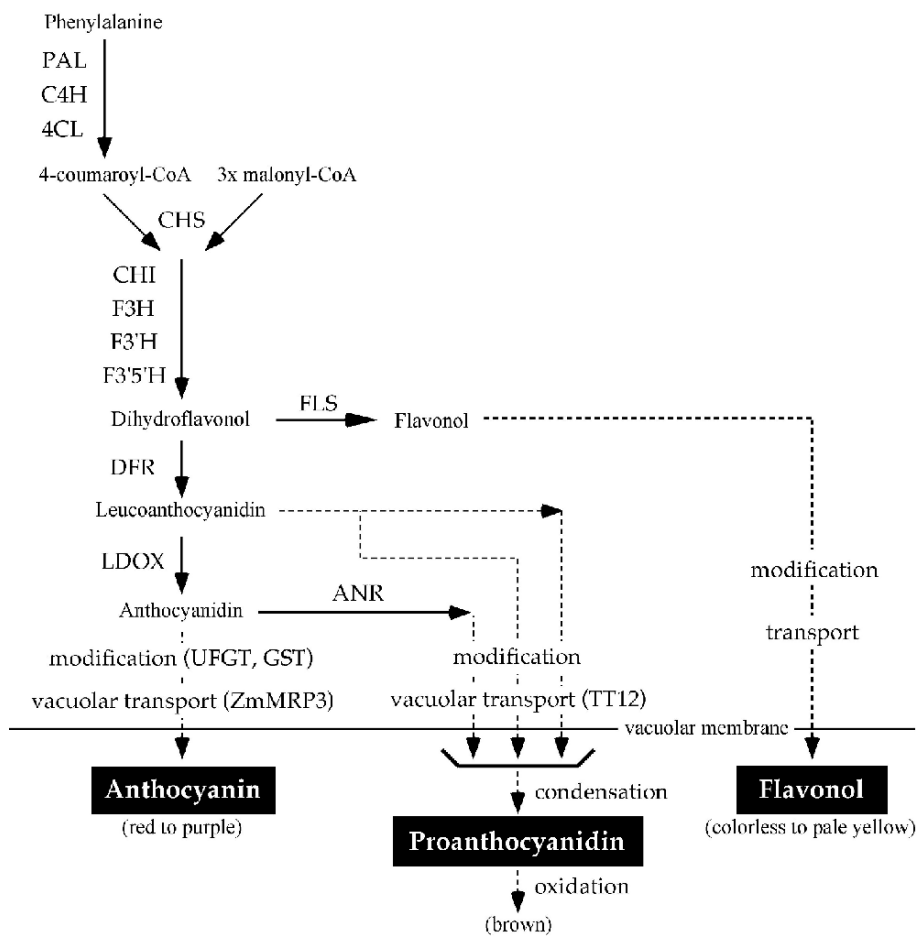 Phenylalanine
PAL
C4H
4CL
4-coumaroyl-CoA 3x malonyl-CoA
CHS
CHI
F3H
F3'H
F3'5'H
Dihydroflavonol FLS Flavonol
DFR
Leucoanthocyanidin
LDOX
Anthocyanidin ANR
modification (UFGT, GST)
vacuolar transport (ZmMRP3)
modification
vacuolar transport (TT12)
modification
transport
vacuolar membrane
Anthocyanin
(red to purple)
condensation
Proanthocyanidin
oxidation
(brown)
Flavonol
(colorless to pale yellow)